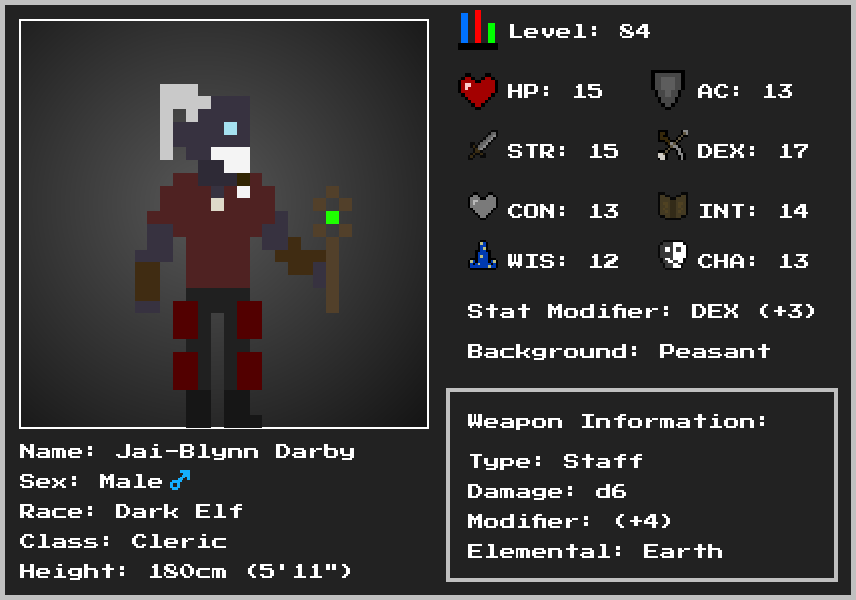 Level: 84
HP: 15
AC: 13
STR: 15
DEX: 17
CON: 13
INT: 14
WIS: 12
CHA: 13
Stat Modifier: DEX (+3)
Background: Peasant
Weapon Information:
Type: Staff
Damage: d6
Modifier: (+4)
Elemental: Earth
Name: Jai-Blynn Darby
Sex: Male♂
Race: Dark Elf
Class: Cleric
Height: 180cm (5'11")